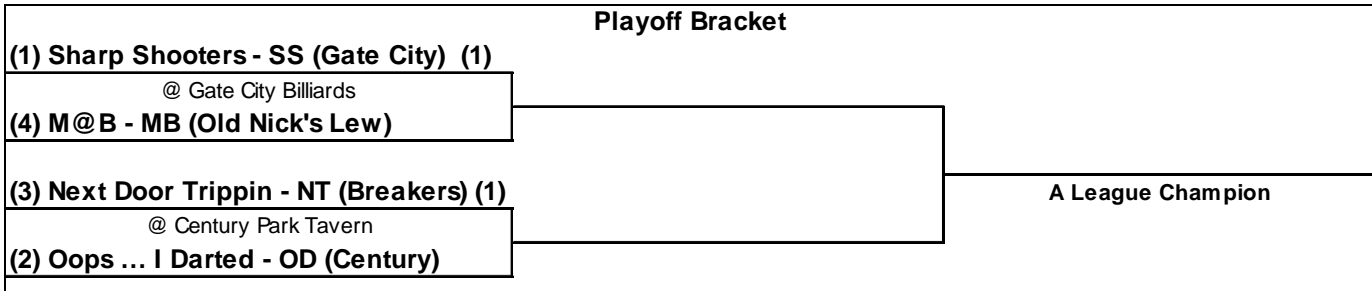 Playoff Bracket
(1) Sharp Shooters - SS (Gate City)  (1)
@ Gate City Billiards
(4) M@B - MB (Old Nick's Lew)
(3) Next Door Trippin - NT (Breakers) (1)
A League Champion
@ Century Park Tavern
(2) Oops ... I Darted - OD (Century)